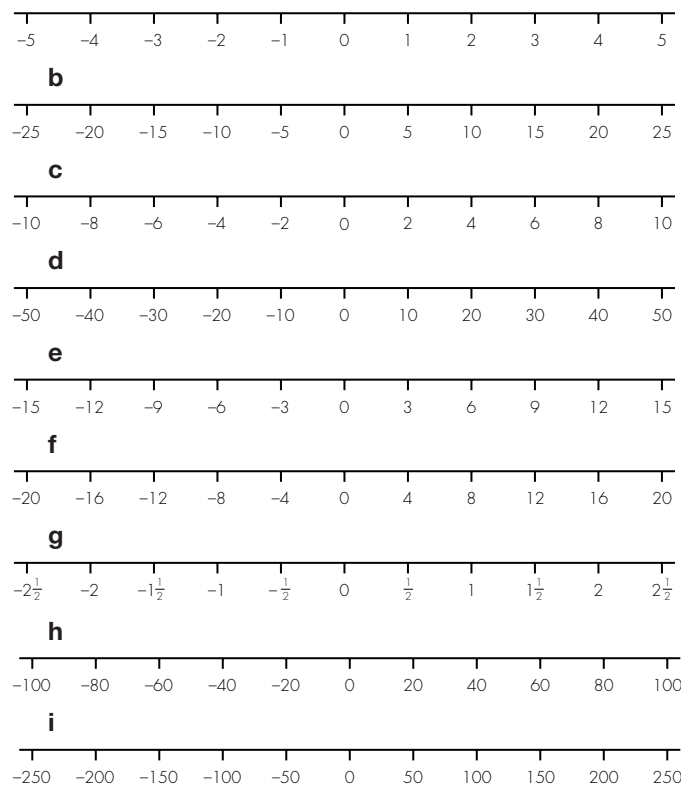 –5 –4 –3 –2 –1 0 1 2 3 4 5
b
–25 –20 –15 –10 –5 0 5 10 15 20 25
c
–10 –8 –6 –4 –2 0 2 4 6 8 10
d
–50 –40 –30 –20 –10 0 10 20 30 40 50
e
–15 –12 –9 –6 –3 0 3 6 9 12 15
f
–20 –16 –12 –8 –4 0 4 8 12 16 20
g
–2½ –2 –1½ –1 –½ 0 ½ 1 1½ 2 2½
h
–100 –80 –60 –40 –20 0 20 40 60 80 100
i
–250 –200 –150 –100 –50 0 50 100 150 200 250